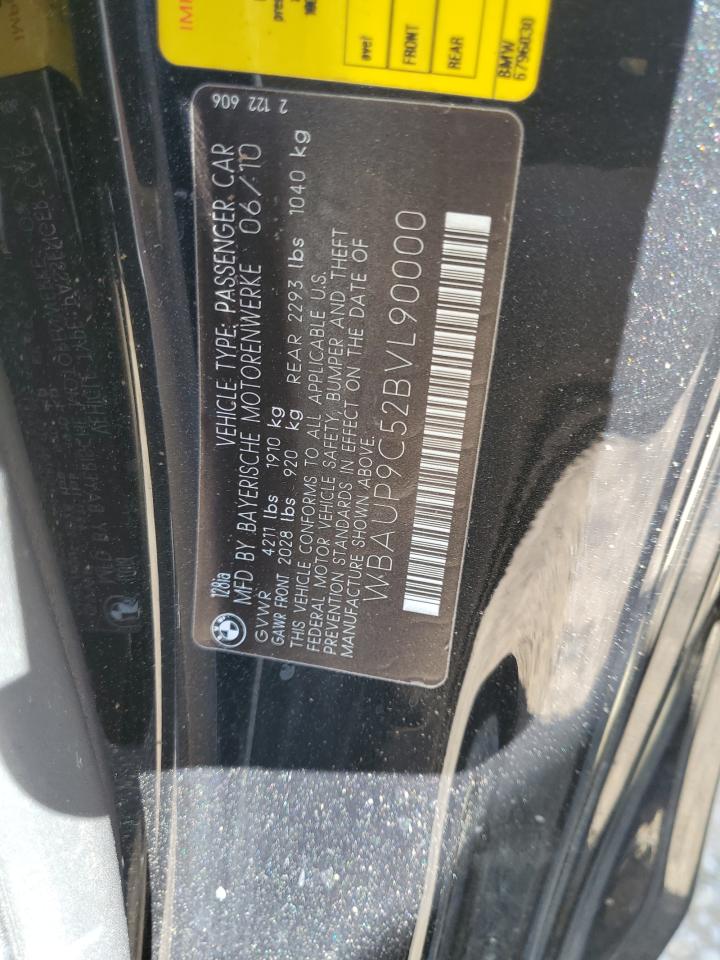 128ia VEHICLE TYPE: PASSENGER CAR
MFD BY BAYERISCHE MOTORENWERKE 06/10
GVWR 4211 lbs 1910 kg
GAWR FRONT 2028 lbs 920 kg REAR 2293 lbs 1040 kg
THIS VEHICLE CONFORMS TO ALL APPLICABLE U.S.
FEDERAL MOTOR VEHICLE SAFETY, BUMPER AND THEFT
PREVENTION STANDARDS IN EFFECT ON THE DATE OF
MANUFACTURE SHOWN ABOVE.
WBAUP9C52BVL90000
2 122 606
FRONT
REAR
BMW
6796030